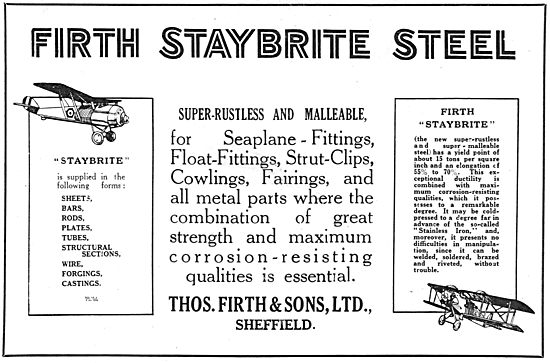 FIRTH STAYBRITE STEEL
"STAYBRITE"
is supplied in the
following forms:
SHEETS,
BARS,
RODS,
PLATES,
TUBES,
STRUCTURAL
SECTIONS,
WIRE,
FORGINGS,
CASTINGS.
SUPER-RUSTLESS AND MALLEABLE,
for Seaplane-Fittings,
Float-Fittings, Strut-Clips,
Cowlings, Fairings, and
all metal parts where the
combination of great
strength and maximum
corrosion-resisting
qualities is essential.
THOS. FIRTH & SONS, LTD.,
SHEFFIELD.
FIRTH
"STAYBRITE"
(the new super-rustless
and super-malleable
steel) has a yield point of
about 15 tons per square
inch and an elongation of
55% to 70%. This ex-
ceptional ductility is
combined with maxi-
mum corrosion-resisting
qualities, which it pos-
sesses to a remarkable
degree. It may be cold-
pressed to a degree far in
advance of the so-called
"Stainless Iron," and,
moreover, it presents no
difficulties in manipula-
tion, since it can be
welded, soldered, brazed
and riveted, without
trouble.